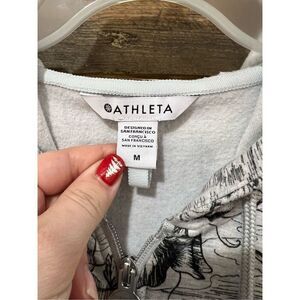 ATHLETA
DESIGNED IN
SAN FRANCISCO
CONÇU À
SAN FRANCISCO
MADE IN VIETNAM
M